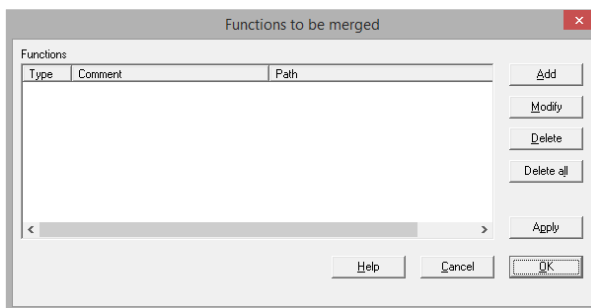 Functions to be merged
Functions
Type Comment Path
Add
Modify
Delete
Delete all
Apply
Help Cancel OK